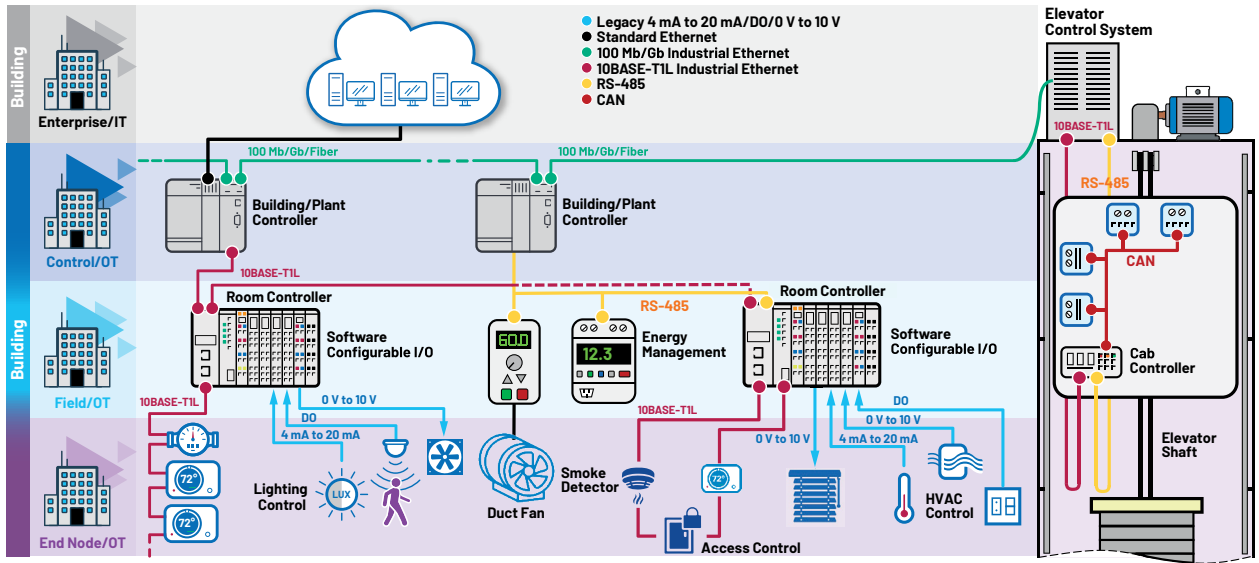 Building
Enterprise/IT
Legacy 4 mA to 20 mA/DO/0 V to 10 V
Standard Ethernet
100 Mb/Gb Industrial Ethernet
10BASE-T1L Industrial Ethernet
RS-485
CAN
Elevator
Control System
10BASE-T1L
RS-485
Building
Control/OT
100 Mb/Gb/Fiber
100 Mb/Gb/Fiber
Building/Plant
Controller
Building/Plant
Controller
10BASE-T1L
CAN
Field/OT
Room Controller
Software
Configurable I/O
60.0
RS-485
12.3
Energy
Management
Room Controller
Software
Configurable I/O
Cab
Controller
10BASE-T1L
0 V to 10 V
DO
4 mA to 20 mA
10BASE-T1L
0 V to 10 V
DO
0 V to 10 V
4 mA to 20 mA
End Node/OT
72°
72°
Lighting
Control
LUX
Duct Fan
Smoke
Detector
72°
Access Control
HVAC
Control
Elevator
Shaft